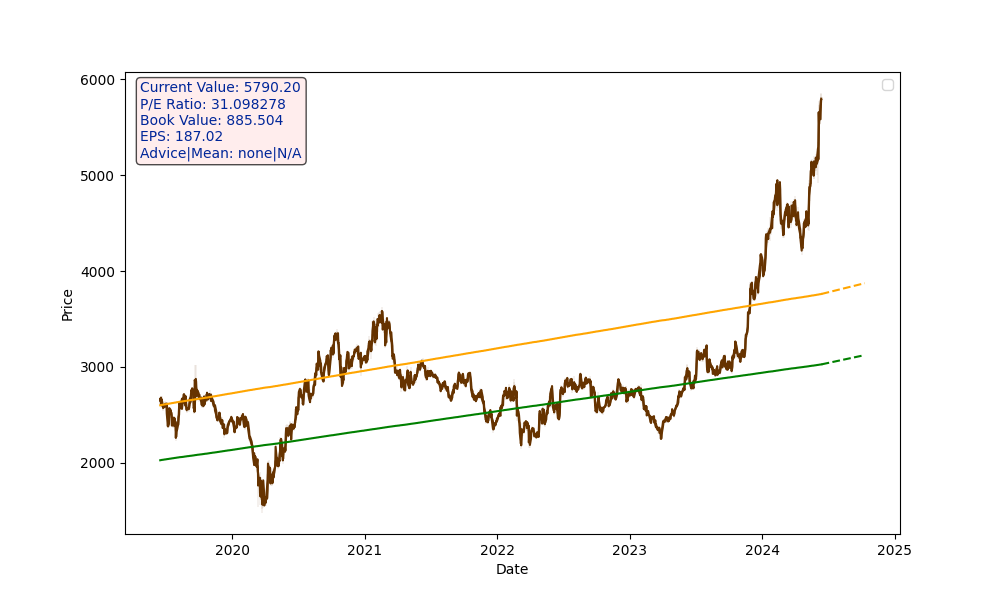 Current Value: 5790.20
P/E Ratio: 31.098278
Book Value: 885.504
EPS: 187.02
Advice|Mean: none|N/A
6000
5000
4000
3000
2000
Price
2020 2021 2022 2023 2024 2025
Date